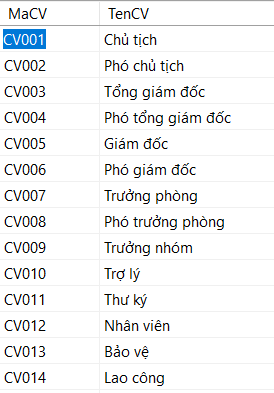 MaCV TenCV
CV001 Chủ tịch
CV002 Phó chủ tịch
CV003 Tổng giám đốc
CV004 Phó tổng giám đốc
CV005 Giám đốc
CV006 Phó giám đốc
CV007 Trưởng phòng
CV008 Phó trưởng phòng
CV009 Trưởng nhóm
CV010 Trợ lý
CV011 Thư ký
CV012 Nhân viên
CV013 Bảo vệ
CV014 Lao công